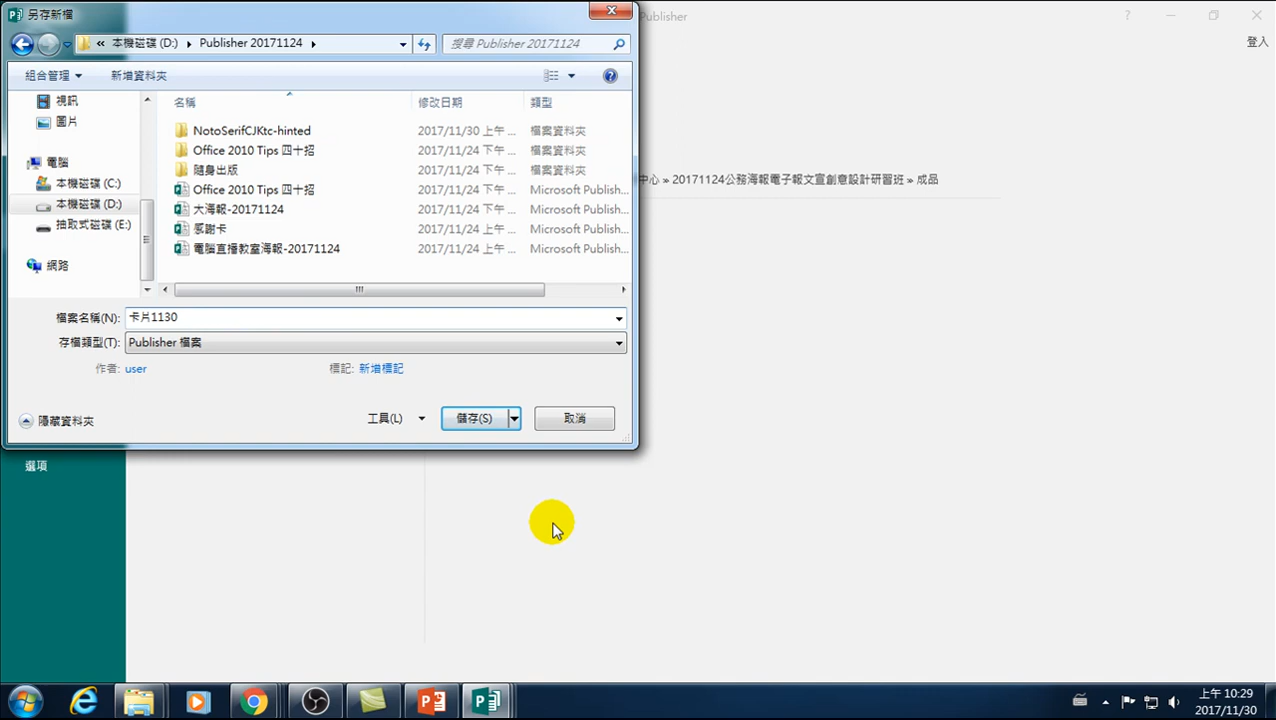 另存新檔
Publisher
登入
« 本機磁碟 (D:) ▸ Publisher 20171124 ▸
搜尋 Publisher 20171124
組合管理
新增資料夾
視訊
圖片
電腦
本機磁碟 (C:)
本機磁碟 (D:)
抽取式磁碟 (E:)
網路
名稱 修改日期 類型
NotoSerifCJKtc-hinted 2017/11/30 上午 ... 檔案資料夾
Office 2010 Tips 四十招 2017/11/24 上午 ... 檔案資料夾
隨身出版 2017/11/24 下午 ... 檔案資料夾
Office 2010 Tips 四十招 2017/11/24 下午 ... Microsoft Publish...
大海報-20171124 2017/11/24 下午 ... Microsoft Publish...
感謝卡 2017/11/24 上午 ... Microsoft Publish...
電腦直播教室海報-20171124 2017/11/24 上午 ... Microsoft Publish...
中心 » 20171124公務海報電子報文宣創意設計研習班 » 成品
檔案名稱(N): 卡片1130
存檔類型(T): Publisher 檔案
作者: user 標記: 新增標記
隱藏資料夾
工具(L)
儲存(S)
取消
選項
上午 10:29
2017/11/30